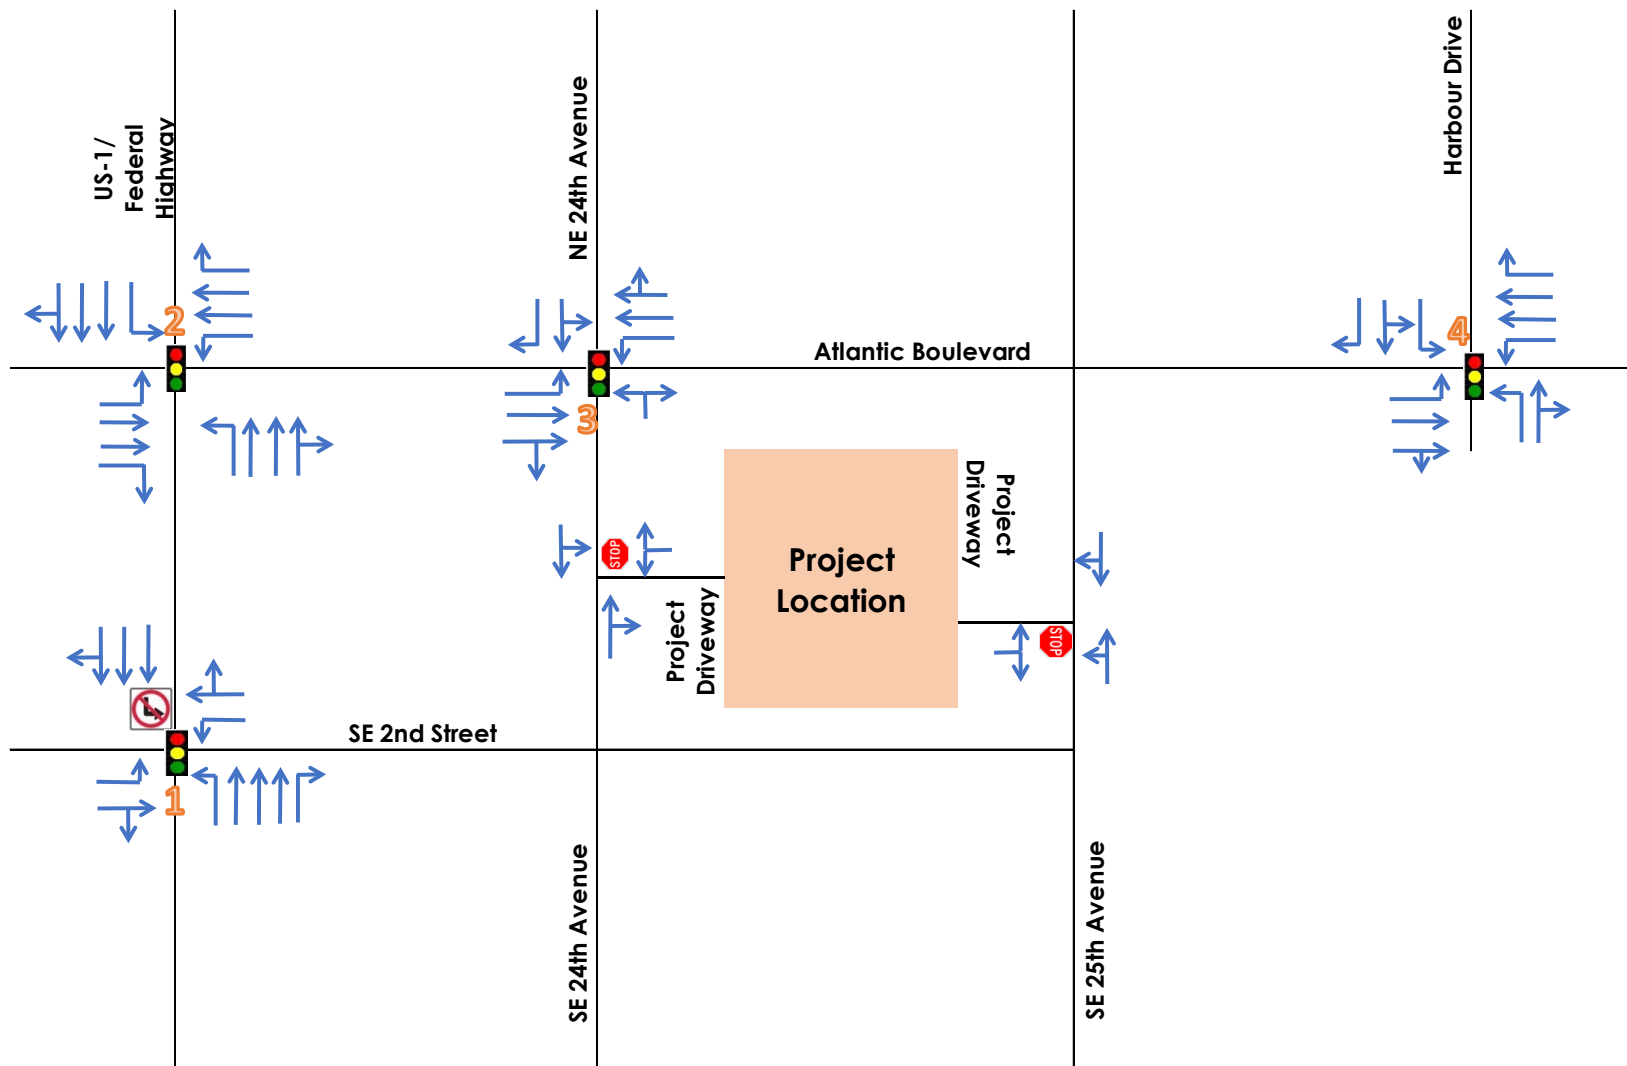 US-1/
Federal
Highway
NE 24th Avenue
Harbour Drive
2
4
Atlantic Boulevard
3
Project
Driveway
Project
Location
STOP
Project
Driveway
STOP
SE 2nd Street
1
SE 24th Avenue
SE 25th Avenue